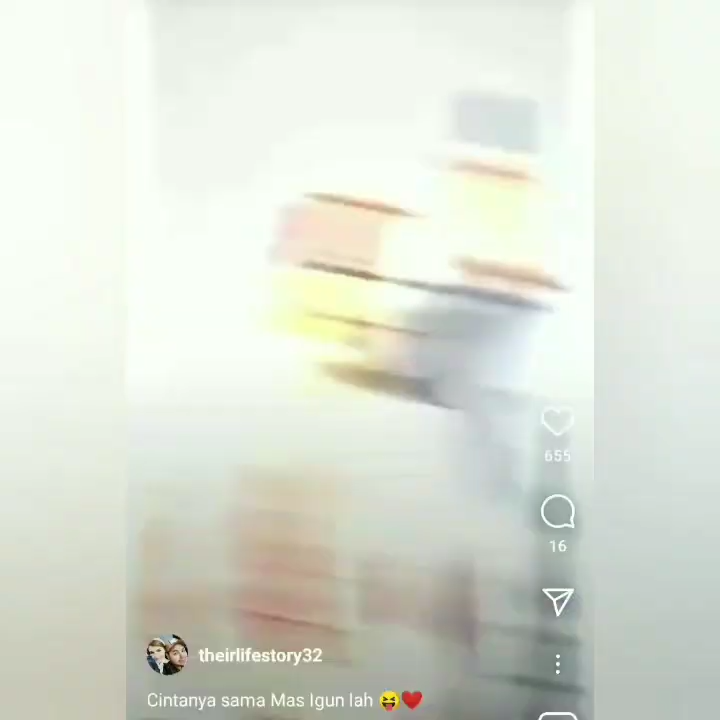 655
16
theirlifestory32
Cintanya sama Mas Igun lah 😝❤️